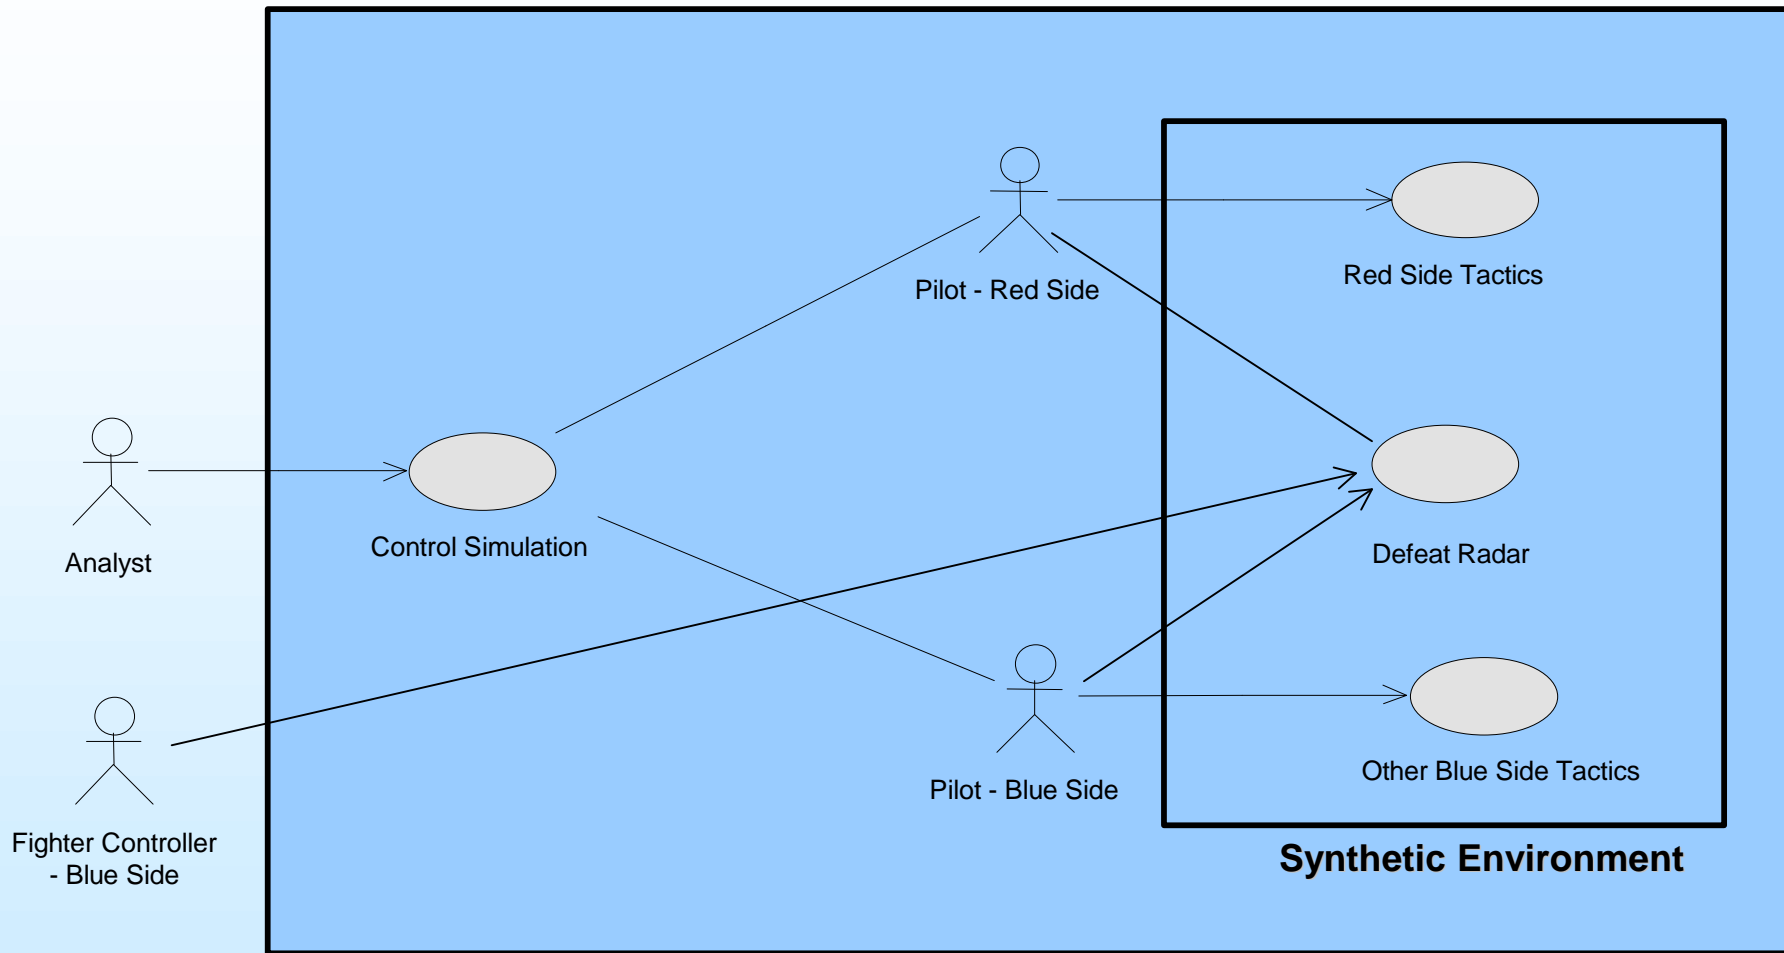 Pilot - Red Side
Red Side Tactics
Analyst
Control Simulation
Defeat Radar
Fighter Controller
- Blue Side
Pilot - Blue Side
Other Blue Side Tactics
Synthetic Environment